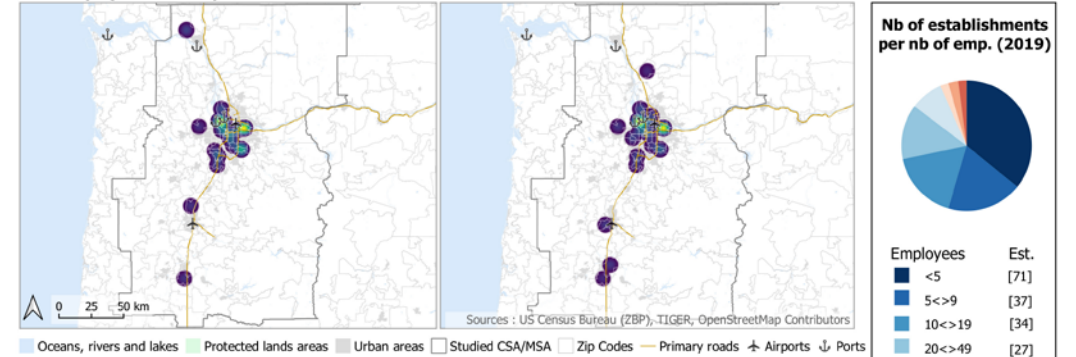 0 25 50 km
Sources : US Census Bureau (ZBP), TIGER, OpenStreetMap Contributors
Oceans, rivers and lakes Protected lands areas Urban areas Studied CSA/MSA Zip Codes Primary roads Airports Ports
Nb of establishments
per nb of emp. (2019)
Employees Est.
<5 [71]
5<>9 [37]
10<>19 [34]
20<>49 [27]